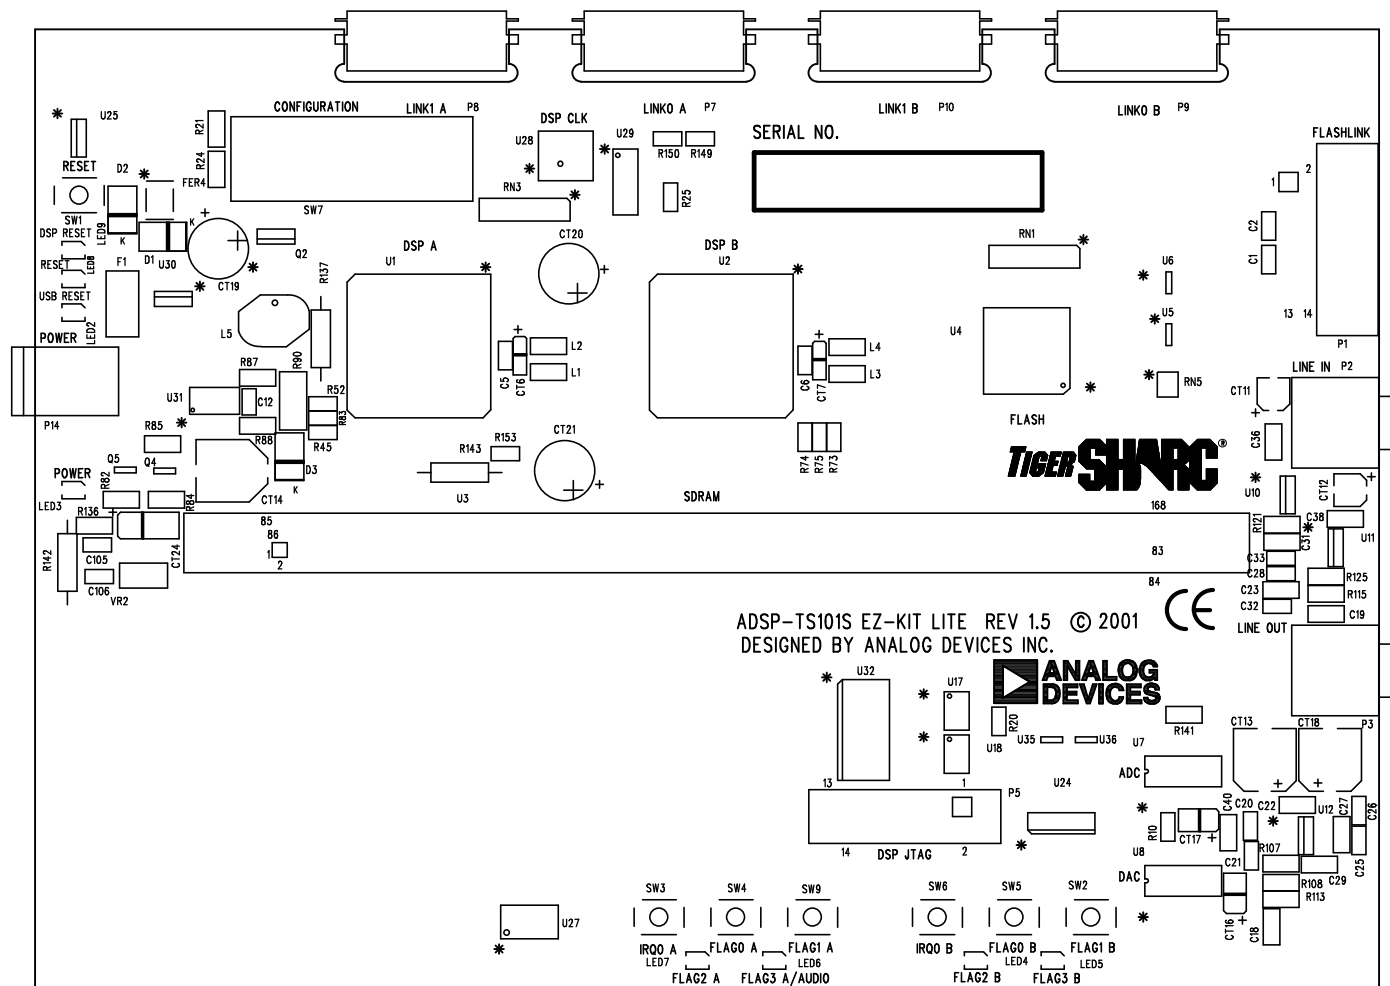 CONFIGURATION
LINK1 A P8
LINK0 A P7
LINK1 B P10
LINK0 B P9
U25
R21
R24
DSP CLK
U28
U29
R150 R149
SERIAL NO.
FLASHLINK
RESET
D2
FER4
SW7
RN3
R25
1
2
SW1
LED9
K
K
DSP RESET
LED8
RESET
USB RESET
LED2
D1
U30
F1
CT19
Q2
R137
DSP A
U1
CT20
DSP B
U2
RN1
C2
C1
U6
U5
13 14
P1
POWER
L5
U4
P14
R87
R90
U31
C12
R52
R83
R45
R88
C5
CT6
L2
L1
C6
CT7
L4
L3
RN5
LINE IN P2
CT11
FLASH
C36
R85
Q5
Q4
POWER
R82
LED3
R84
CT14
D3
K
R143
U3
R153
CT21
R74
R75
R73
TIGER SHARC®
U10
CT12
SDRAM
168
R136
85
86
1
2
83
84
R142
C105
C106
VR2
CT24
R121
C31
C38
U11
C33
C28
C23
C32
R125
R115
C19
LINE OUT
ADSP-TS101S EZ-KIT LITE REV 1.5 © 2001
DESIGNED BY ANALOG DEVICES INC.
CE
ANALOG
DEVICES
U32
U17
R20
U18
U35
U36
R141
CT13
CT18
P3
U7
ADC
13
1
P5
U24
14
DSP JTAG
2
R10
CT17
C40
C20
C22
U12
C27
C26
U8
DAC
C21
R107
R108
R113
C29
C25
CT16
C18
U27
SW3
SW4
SW9
SW6
SW5
SW2
IRQ0 A
FLAG0 A
FLAG1 A
IRQ0 B
FLAG0 B
FLAG1 B
LED7
LED6
LED4
LED5
FLAG2 A
FLAG3 A/AUDIO
FLAG2 B
FLAG3 B